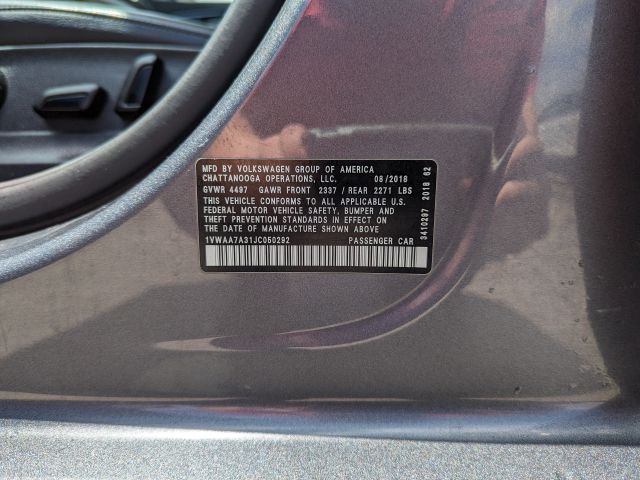 MFD BY VOLKSWAGEN GROUP OF AMERICA
CHATTANOOGA OPERATIONS, LLC. 08/2018
GVWR 4497 GAWR FRONT 2337 / REAR 2271 LBS
THIS VEHICLE CONFORMS TO ALL APPLICABLE U.S.
FEDERAL MOTOR VEHICLE SAFETY, BUMPER AND
THEFT PREVENTION STANDARDS IN EFFECT ON
THE DATE OF MANUFACTURE SHOWN ABOVE
1VWAA7A31JC050292 PASSENGER CAR
3410297 2018 62